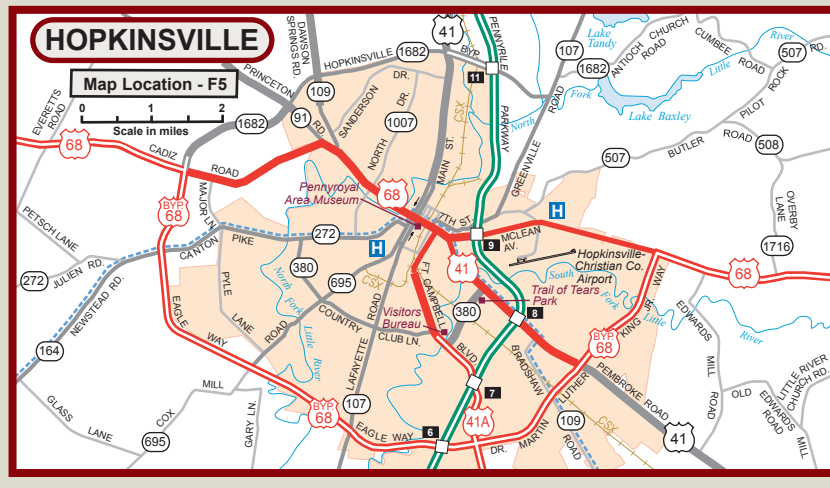 HOPKINSVILLE
Map Location - F5
0 1 2
Scale in miles
DAWSON
SPRINGS RD.
HOPKINSVILLE
1682
BYP.
41
PENNYRILE
PARKWAY
11
107
1682
Lake
Tandy
ANTIOCH CHURCH
ROAD
CUMBEE ROAD
River
507
RD.
Little
Fork
North
Lake Baxley
PILOT ROCK
EVERETTS
ROAD
PRINCETON
RD.
109
91
1682
SANDERSON
DR.
NORTH DR.
1007
MAIN ST.
CSX
GREENVILLE ROAD
507
BUTLER ROAD
508
68
CADIZ
ROAD
BYP.
68
MAJOR LN.
Pennyroyal
Area Museum
68
7TH ST.
H
MCLEAN
AV.
9
OVERBY
LANE
1716
PETSCH LANE
CANTON PIKE
272
H
41
Hopkinsville-
Christian Co.
Airport
68
272
JULIEN RD.
NEWSTEAD RD.
380
695
CSX
FT. CAMPBELL
BLVD
South
Fork
Little
River
Trail of Tears
Park
PYLE
LANE
North Fork
Little
River
COUNTRY
CLUB LN.
ROAD
Visitors
Bureau
380
8
BYP.
68
KING JR. WAY
EDWARDS
MILL
ROAD
164
EAGLE
WAY
LAFAYETTE
ROAD
BRADSHAW
ROAD
LUTHER
PEMBROKE ROAD
GLASS
LANE
COX
MILL
ROAD
695
GARY LN.
BYP.
68
107
EAGLE WAY
6
7
41A
DR.
MARTIN
109
CSX
41
OLD
EDWARDS
ROAD
MILL
LITTLE RIVER
CHURCH RD.